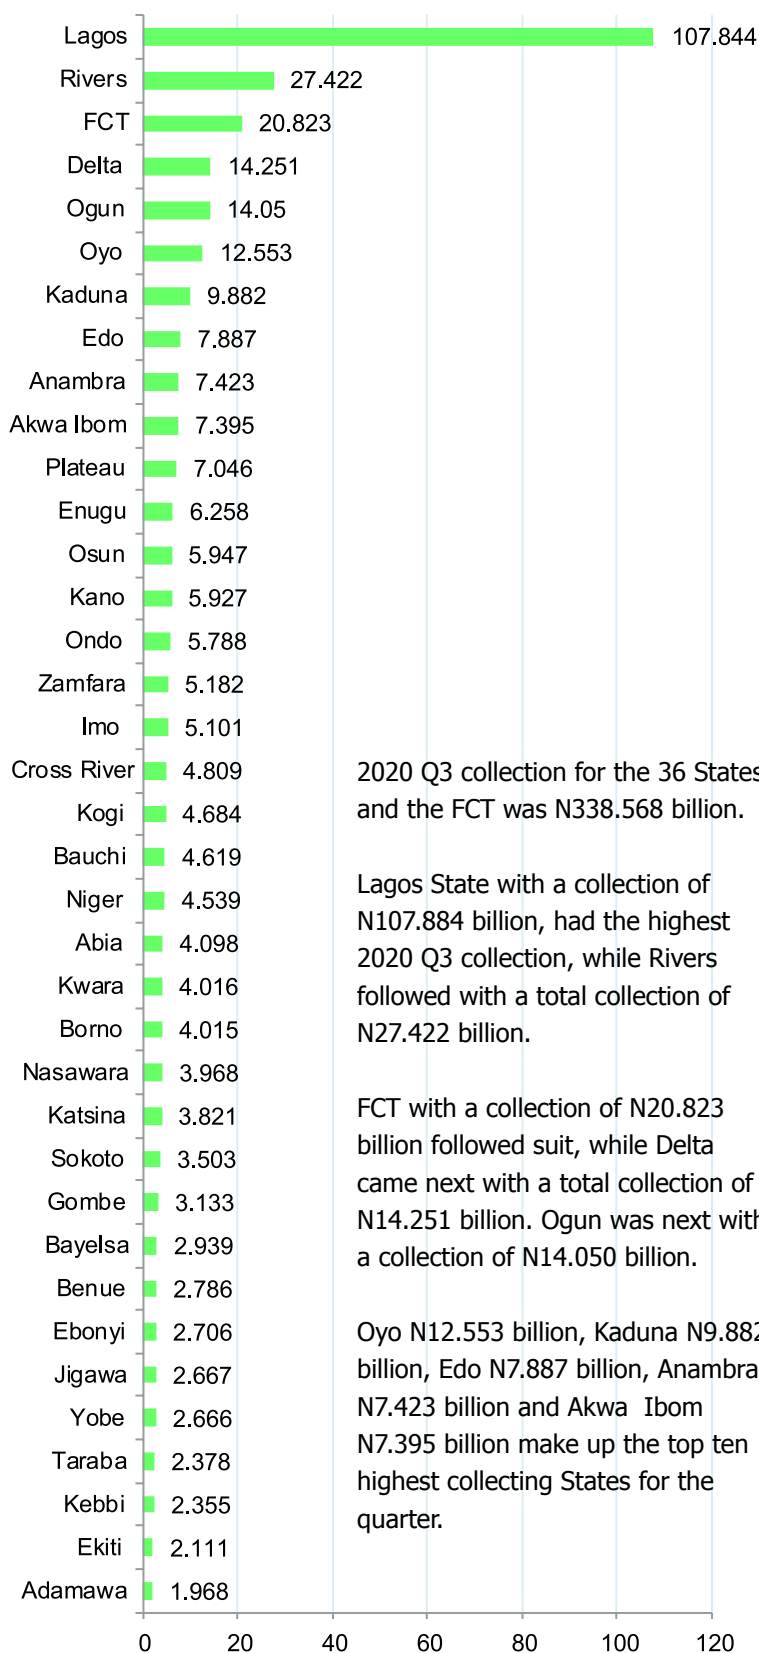 Lagos 107.844
Rivers 27.422
FCT 20.823
Delta 14.251
Ogun 14.05
Oyo 12.553
Kaduna 9.882
Edo 7.887
Anambra 7.423
Akwa Ibom 7.395
Plateau 7.046
Enugu 6.258
Osun 5.947
Kano 5.927
Ondo 5.788
Zamfara 5.182
Imo 5.101
Cross River 4.809
Kogi 4.684
Bauchi 4.619
Niger 4.539
Abia 4.098
Kwara 4.016
Borno 4.015
Nasawara 3.968
Katsina 3.821
Sokoto 3.503
Gombe 3.133
Bayelsa 2.939
Benue 2.786
Ebonyi 2.706
Jigawa 2.667
Yobe 2.666
Taraba 2.378
Kebbi 2.355
Ekiti 2.111
Adamawa 1.968
0 20 40 60 80 100 120
2020 Q3 collection for the 36 States
and the FCT was N338.568 billion.
Lagos State with a collection of
N107.884 billion, had the highest
2020 Q3 collection, while Rivers
followed with a total collection of
N27.422 billion.
FCT with a collection of N20.823
billion followed suit, while Delta
came next with a total collection of
N14.251 billion. Ogun was next with
a collection of N14.050 billion.
Oyo N12.553 billion, Kaduna N9.882
billion, Edo N7.887 billion, Anambra
N7.423 billion and Akwa Ibom
N7.395 billion make up the top ten
highest collecting States for the
quarter.